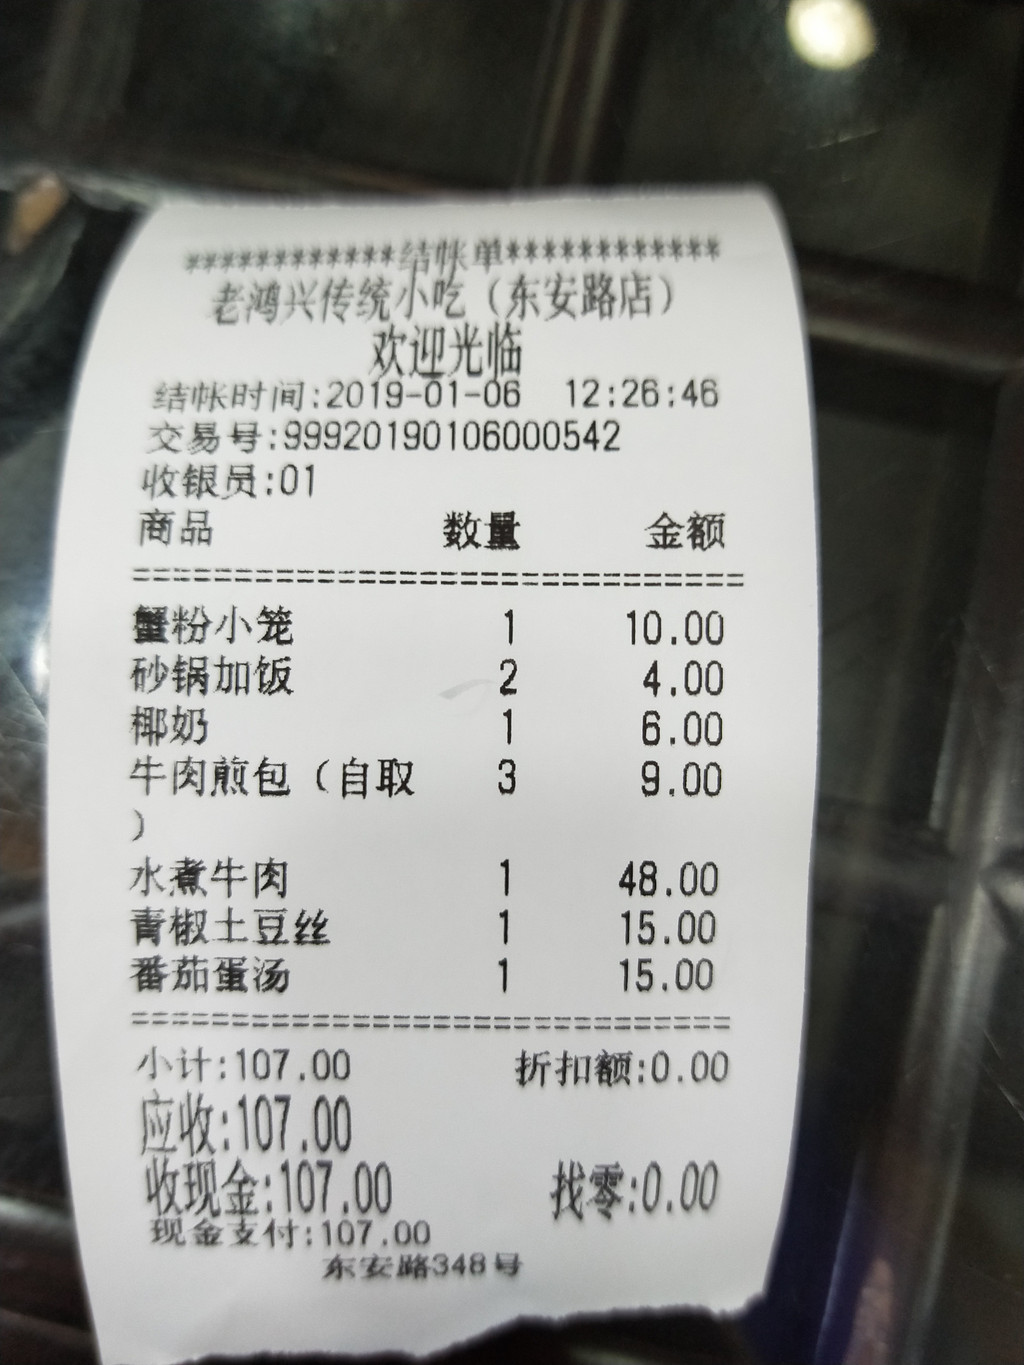 ************结帐单************
老鸿兴传统小吃（东安路店）
欢迎光临
结帐时间:2019-01-06 12:26:46
交易号:999201901060000542
收银员:01
商品 数量 金额
==============================
蟹粉小笼 1 10.00
砂锅加饭 2 4.00
椰奶 1 6.00
牛肉煎包（自取 3 9.00
）
水煮牛肉 1 48.00
青椒土豆丝 1 15.00
番茄蛋汤 1 15.00
==============================
小计:107.00 折扣额:0.00
应收:107.00
收现金:107.00 找零:0.00
现金支付:107.00
东安路348号